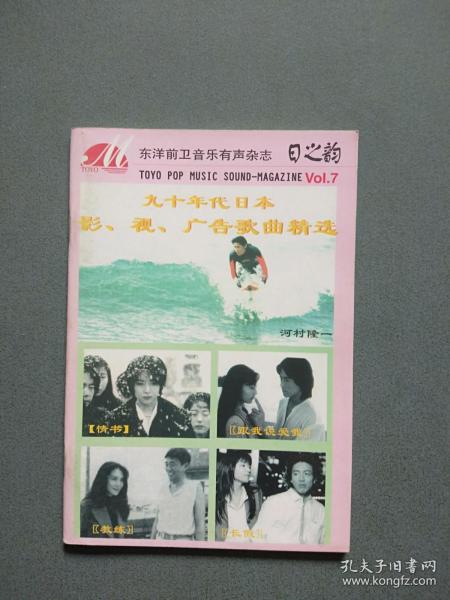 M
TOYO
东洋前卫音乐有声杂志 日之韵
TOYO POP MUSIC SOUND-MAGAZINE Vol.7
九十年代日本
影、视、广告歌曲精选
河村隆一
【情书】
〖跟我说爱我〗
〖教练〗
〖长假〗
孔夫子旧书网
www.kongfz.com